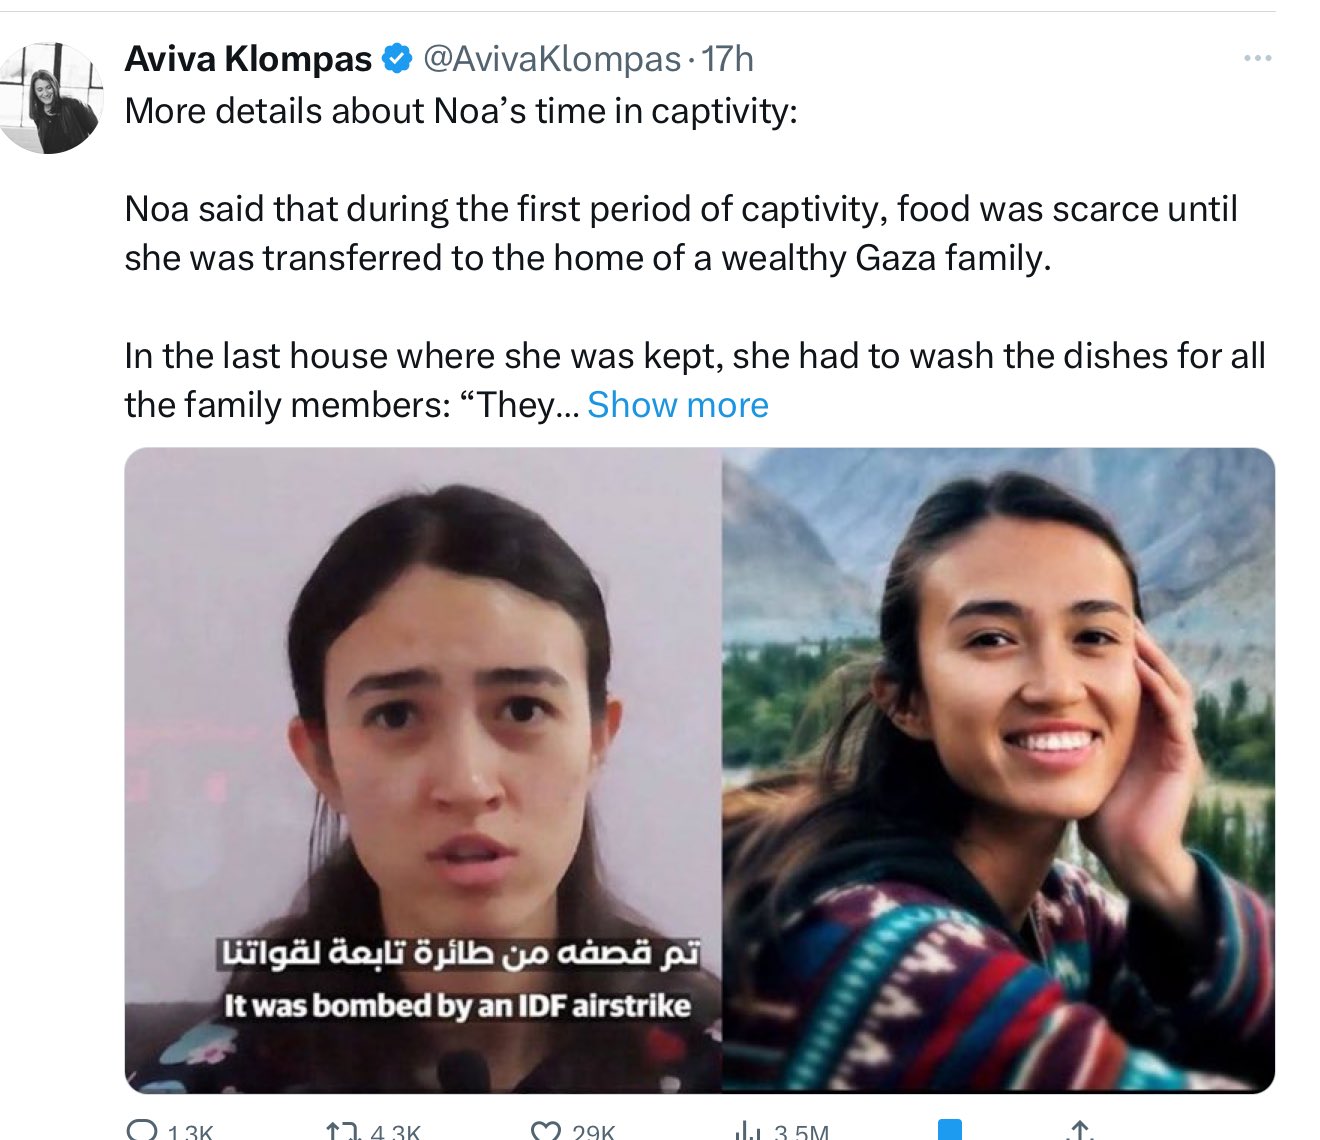 Aviva Klompas @AvivaKlompas · 17h
More details about Noa’s time in captivity:
Noa said that during the first period of captivity, food was scarce until
she was transferred to the home of a wealthy Gaza family.
In the last house where she was kept, she had to wash the dishes for all
the family members: “They... Show more
تم قصفه من طائرة تابعة لقواتنا
It was bombed by an IDF airstrike
1.3K 4.3K 29K 3.5M